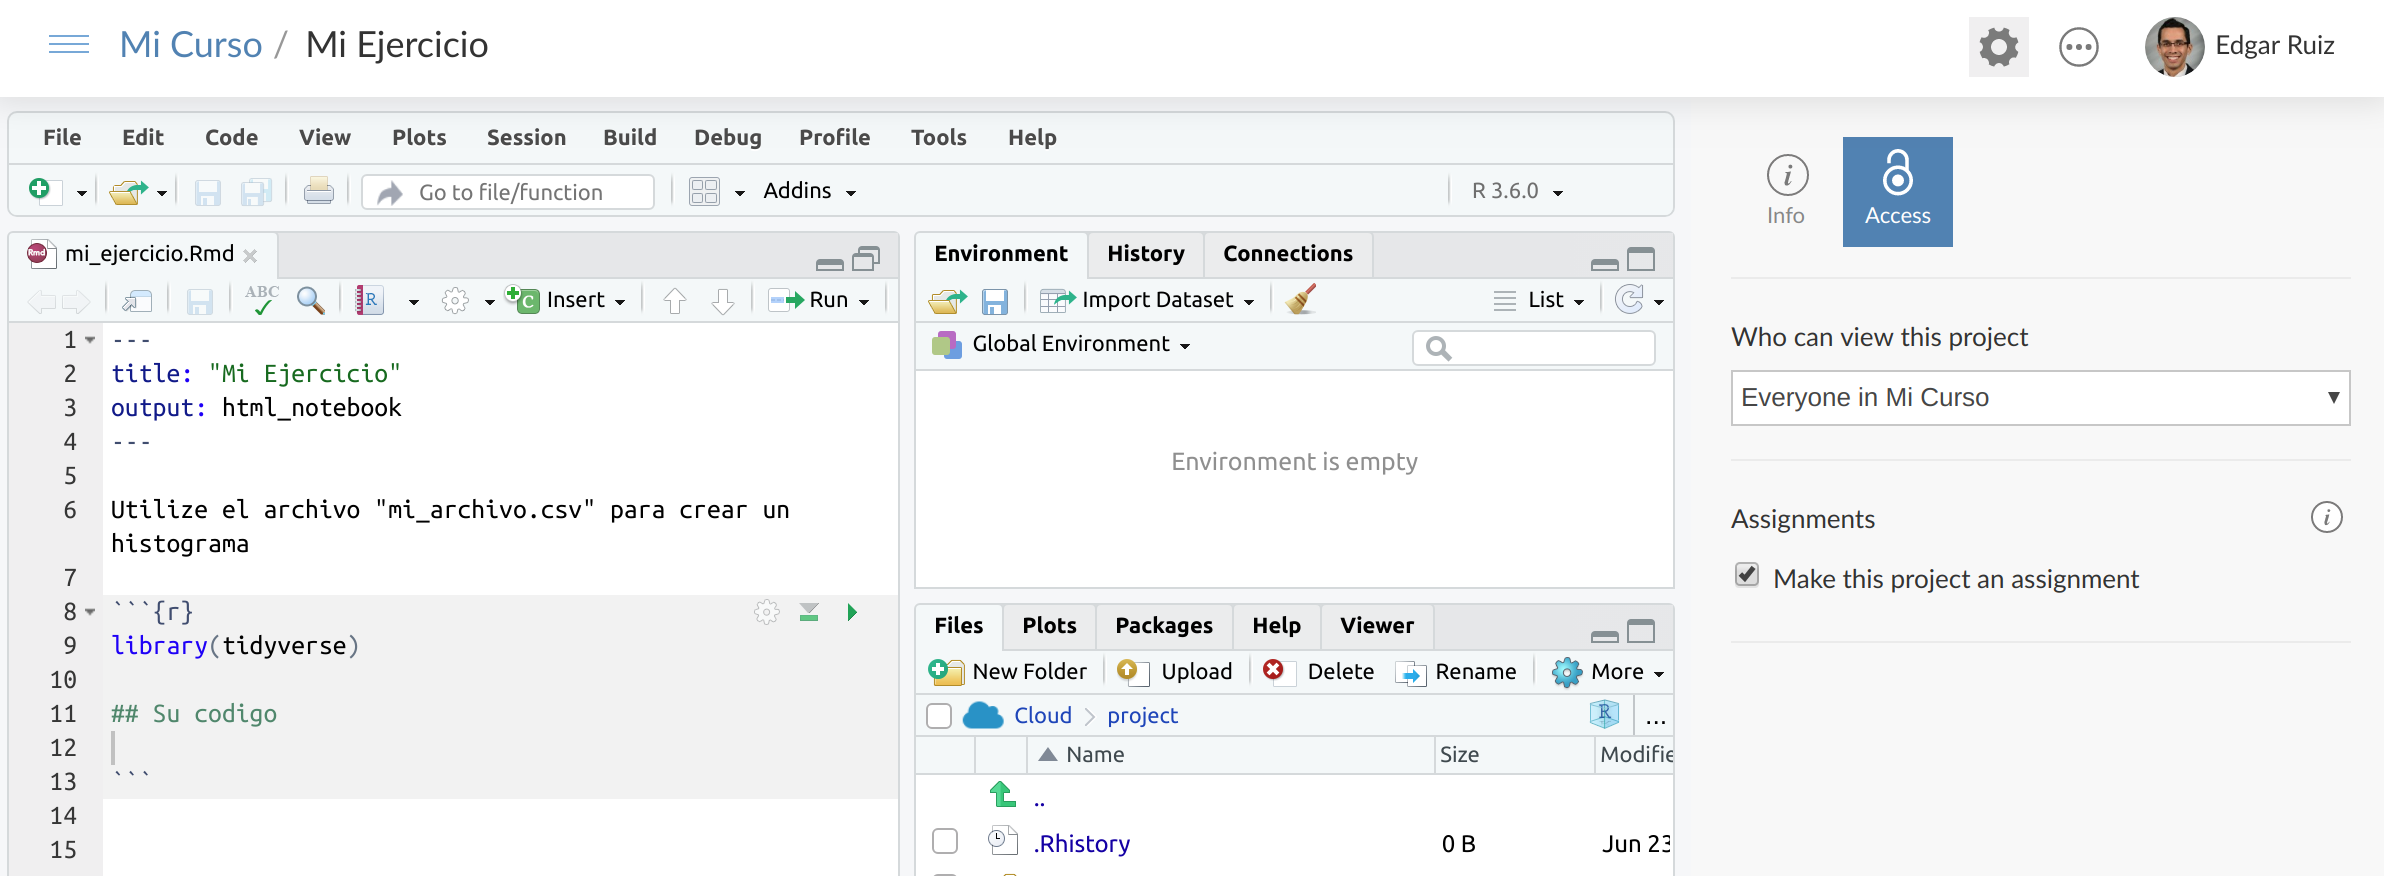 Mi Curso / Mi Ejercicio
Edgar Ruiz
File Edit Code View Plots Session Build Debug Profile Tools Help
Go to file/function
Addins
R 3.6.0
mi_ejercicio.Rmd
ABC
Insert
Run
1 ---
2 title: "Mi Ejercicio"
3 output: html_notebook
4 ---
5
6 Utilize el archivo "mi_archivo.csv" para crear un
histograma
7
8 ```{r}
9 library(tidyverse)
10
11 ## Su codigo
12
13 ```
14
15
Environment History Connections
Import Dataset
List
Global Environment
Environment is empty
Files Plots Packages Help Viewer
New Folder Upload Delete Rename More
Cloud project
R
...
Name Size Modifie
..
.Rhistory 0 B Jun 23
Info
Access
Who can view this project
Everyone in Mi Curso
Assignments
Make this project an assignment